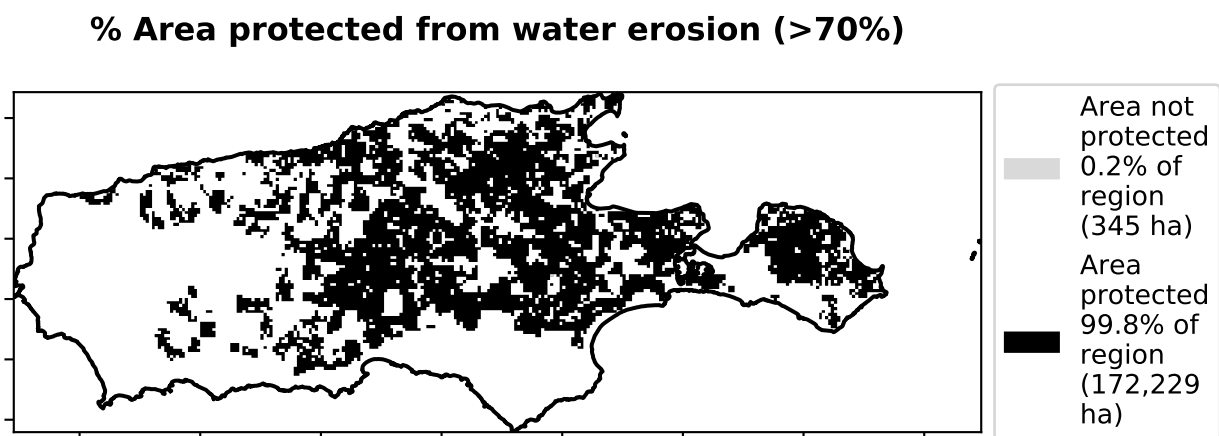 % Area protected from water erosion (>70%)
Area not
protected
0.2% of
region
(345 ha)
Area
protected
99.8% of
region
(172,229
ha)